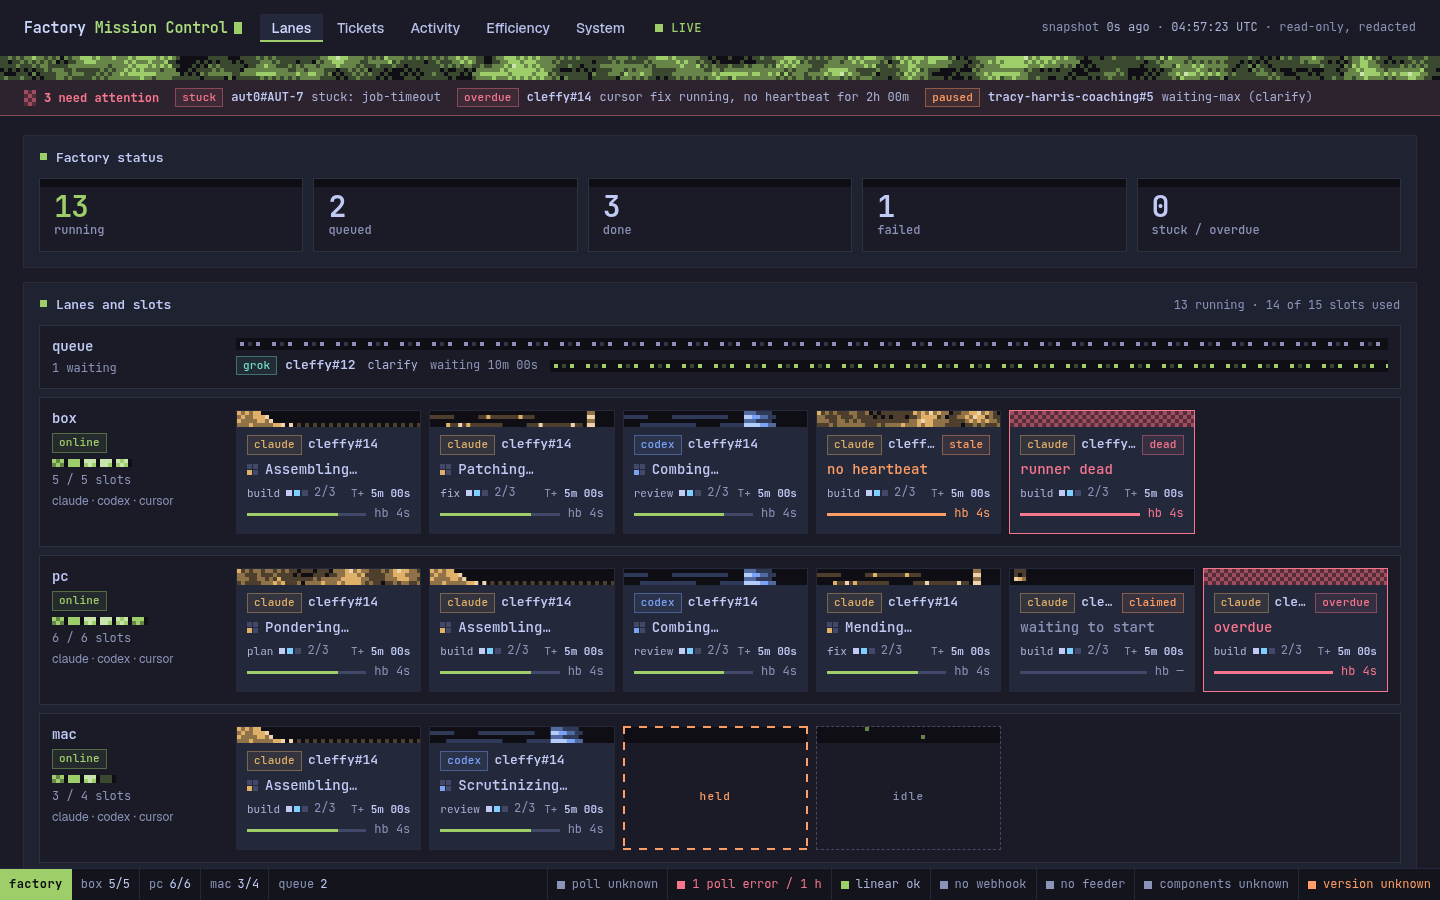 Factory Mission Control Lanes Tickets Activity Efficiency System LIVE snapshot 0s ago · 04:57:23 UTC · read-only, redacted
3 need attention stuck aut0#AUT-7 stuck: job-timeout overdue cleffy#14 cursor fix running, no heartbeat for 2h 00m paused tracy-harris-coaching#5 waiting-max (clarify)
Factory status
13 2 3 1 0
running queued done failed stuck / overdue
Lanes and slots 13 running · 14 of 15 slots used
queue
1 waiting
grok cleffy#12 clarify waiting 10m 00s
box
online
5 / 5 slots
claude · codex · cursor
claude cleffy#14
Assembling…
build 2/3 T+ 5m 00s
hb 4s
claude cleffy#14
Patching…
fix 2/3 T+ 5m 00s
hb 4s
codex cleffy#14
Combing…
review 2/3 T+ 5m 00s
hb 4s
claude cleff… stale
no heartbeat
build 2/3 T+ 5m 00s
hb 4s
claude cleffy… dead
runner dead
build 2/3 T+ 5m 00s
hb 4s
pc
online
6 / 6 slots
claude · codex · cursor
claude cleffy#14
Pondering…
plan 2/3 T+ 5m 00s
hb 4s
claude cleffy#14
Assembling…
build 2/3 T+ 5m 00s
hb 4s
codex cleffy#14
Combing…
review 2/3 T+ 5m 00s
hb 4s
claude cleffy#14
Mending…
fix 2/3 T+ 5m 00s
hb 4s
claude cle… claimed
waiting to start
build 2/3 T+ 5m 00s
hb —
claude cle… overdue
overdue
build 2/3 T+ 5m 00s
hb 4s
mac
online
3 / 4 slots
claude · codex · cursor
claude cleffy#14
Assembling…
build 2/3 T+ 5m 00s
hb 4s
codex cleffy#14
Scrutinizing…
review 2/3 T+ 5m 00s
hb 4s
held
idle
factory box 5/5 pc 6/6 mac 3/4 queue 2 poll unknown 1 poll error / 1 h linear ok no webhook no feeder components unknown version unknown